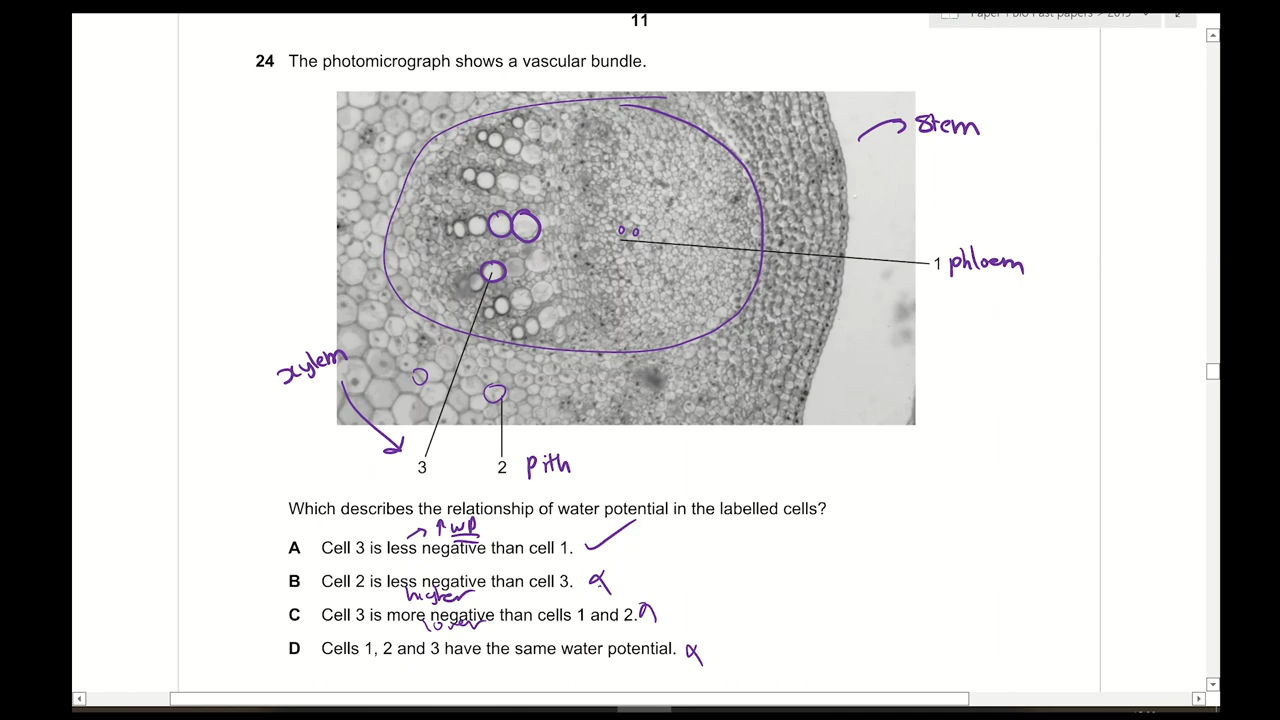 11
24 The photomicrograph shows a vascular bundle.
stem
1 phloem
xylem
3
2 pith
Which describes the relationship of water potential in the labelled cells?
↑ WP
A Cell 3 is less negative than cell 1.
B Cell 2 is less negative than cell 3.
higher
C Cell 3 is more negative than cells 1 and 2.
lower
D Cells 1, 2 and 3 have the same water potential.